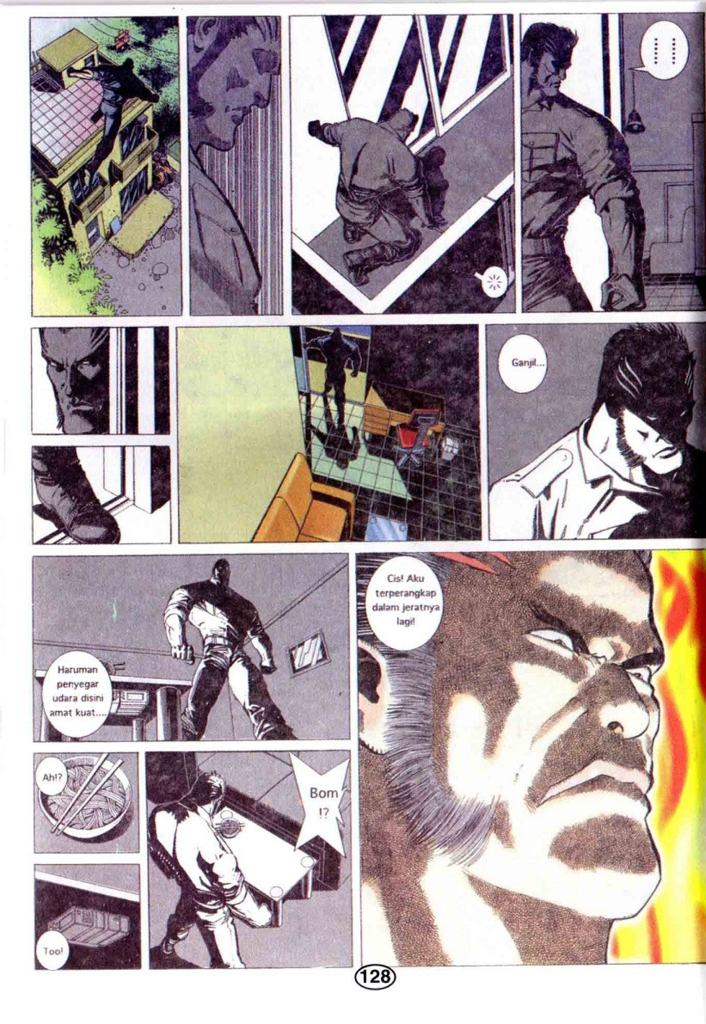 Ganjil...
Haruman
penyegar
udara disini
amat kuat....
Cis! Aku
terperangkap
dalam jeratnya
lagi!
Ah!?
Bom
!?
Too!
128